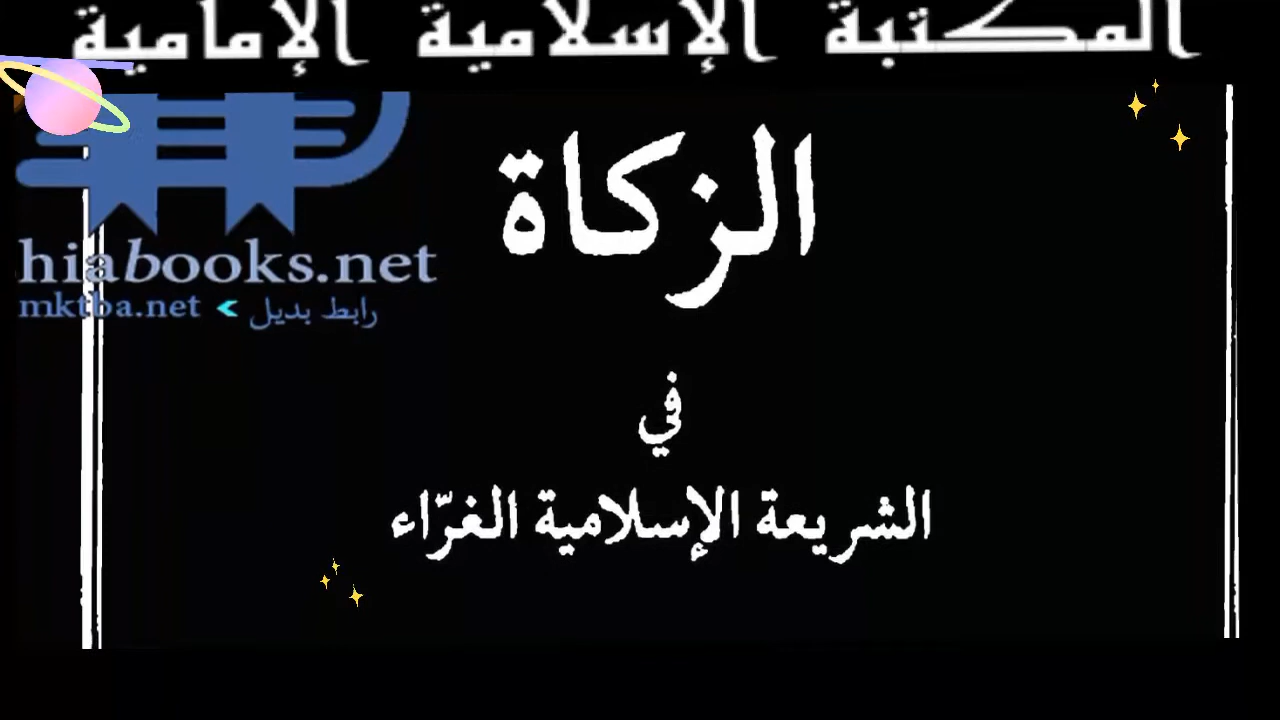 المكتبة الإسلامية الإمامية
الزكاة
في
الشريعة الإسلامية الغرّاء
hiabooks.net
mktba.net < رابط بديل